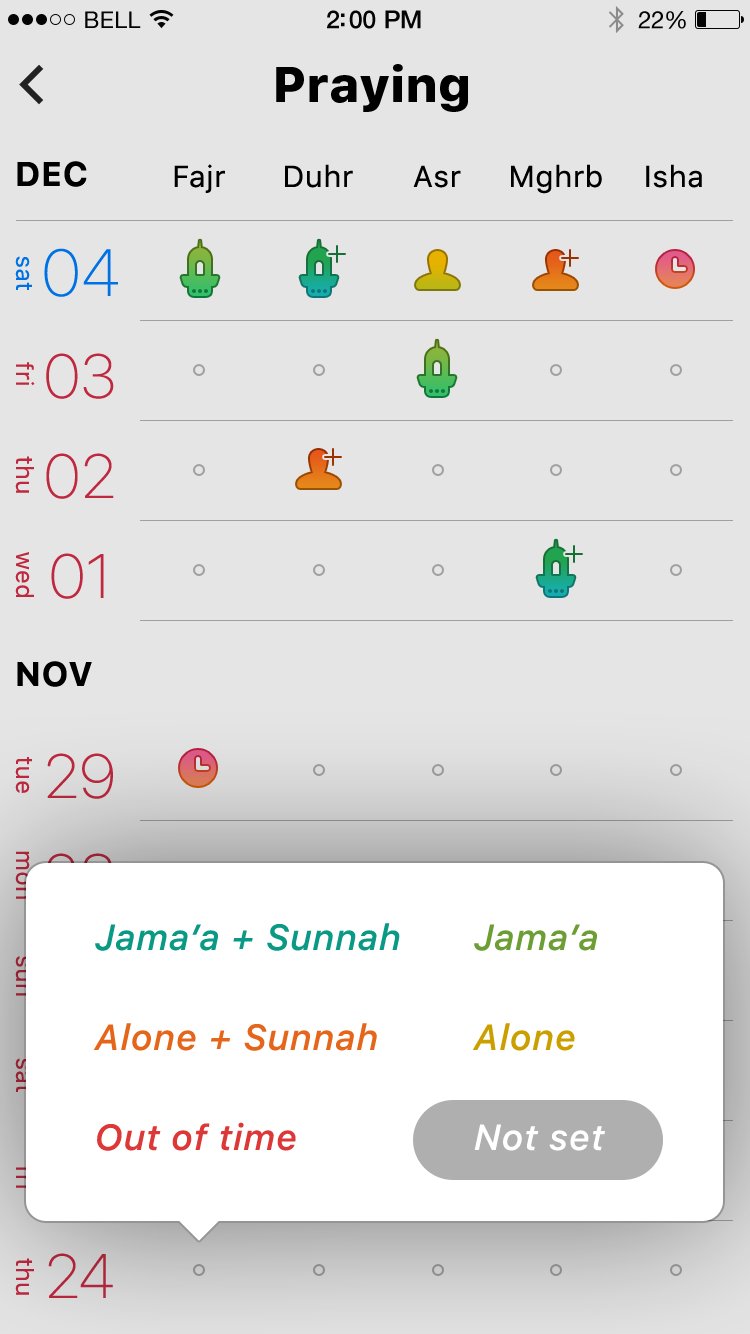 BELL 2:00 PM 22%
Praying
DEC Fajr Duhr Asr Mghrb Isha
sat 04
fri 03
thu 02
wed 01
NOV
tue 29
mon
sun
sat
Jama’a + Sunnah Jama’a
Alone + Sunnah Alone
Out of time Not set
thu 24